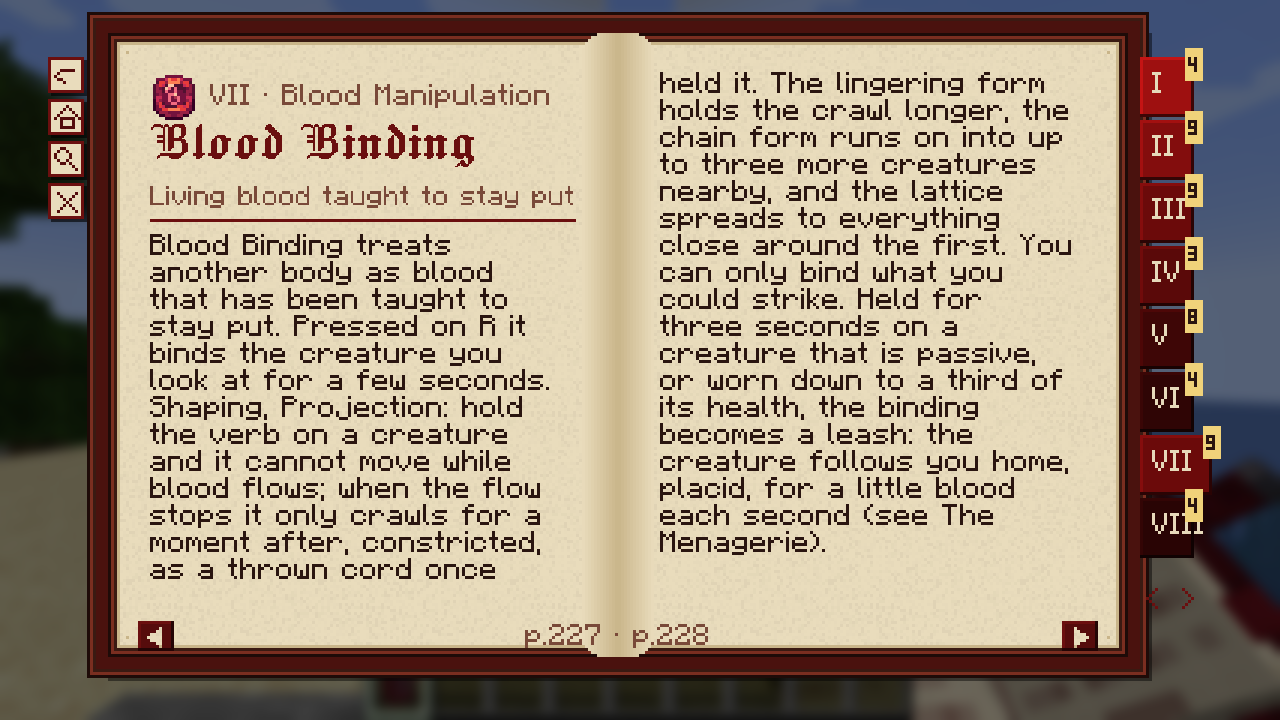 VII · Blood Manipulation
Blood Binding
Living blood taught to stay put
Blood Binding treats
another body as blood
that has been taught to
stay put. Pressed on R it
binds the creature you
look at for a few seconds.
Shaping, Projection: hold
the verb on a creature
and it cannot move while
blood flows; when the flow
stops it only crawls for a
moment after, constricted,
as a thrown cord once
held it. The lingering form
holds the crawl longer, the
chain form runs on into up
to three more creatures
nearby, and the lattice
spreads to everything
close around the first. You
can only bind what you
could strike. Held for
three seconds on a
creature that is passive,
or worn down to a third of
its health, the binding
becomes a leash: the
creature follows you home,
placid, for a little blood
each second (see The
Menagerie).
p.227 · p.228
I 4
II 9
III 9
IV 3
V 8
VI 4
VII 9
VIII 4